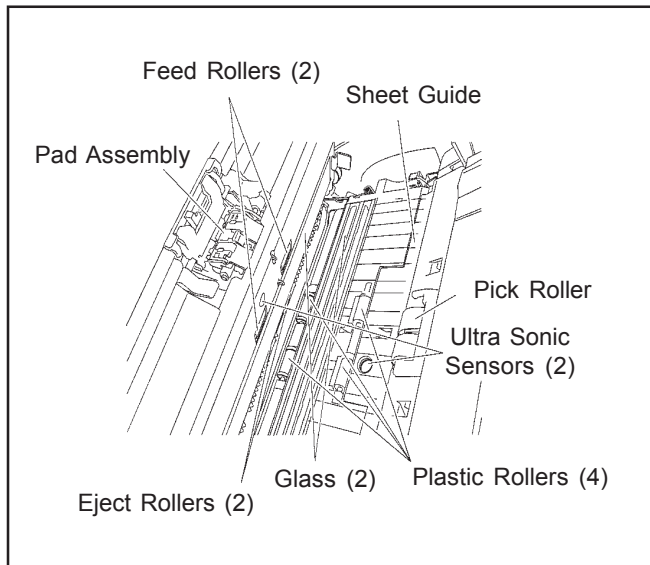 Feed Rollers (2)
Sheet Guide
Pad Assembly
Pick Roller
Ultra Sonic
Sensors (2)
Glass (2)
Plastic Rollers (4)
Eject Rollers (2)